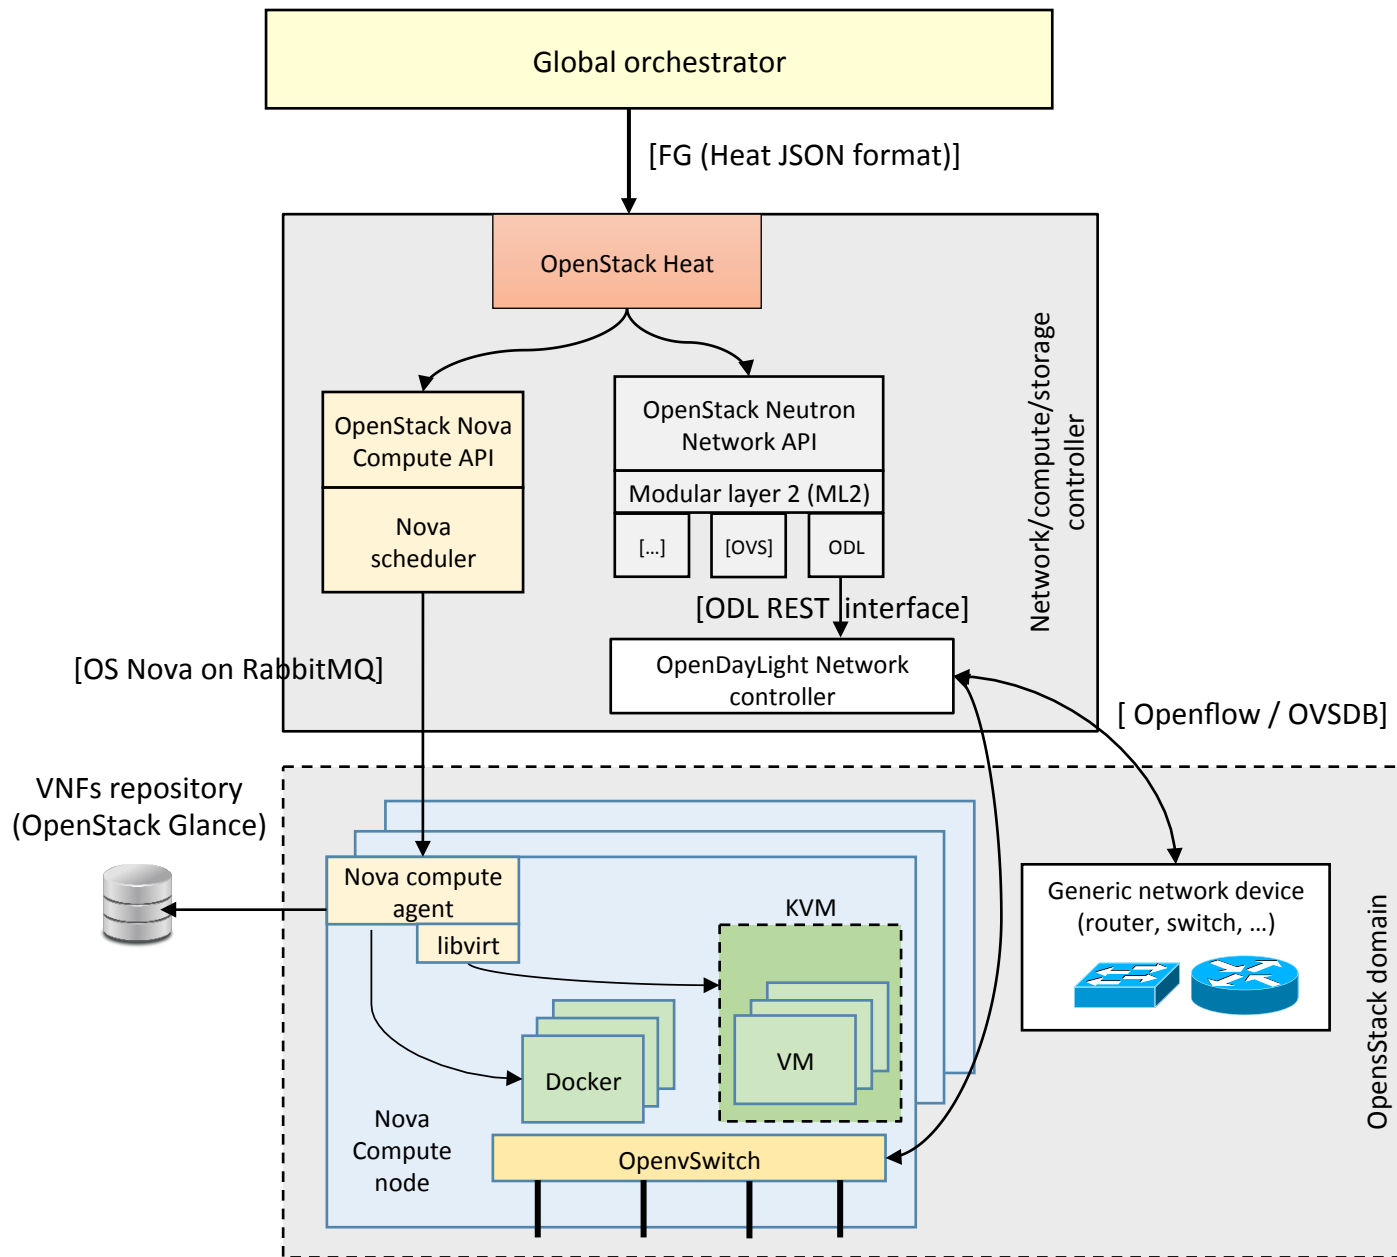 Global orchestrator
[FG (Heat JSON format)]
OpenStack Heat
Network/compute/storage
controller
OpenStack Nova
Compute API
Nova
scheduler
OpenStack Neutron
Network API
Modular layer 2 (ML2)
[...]
[OVS]
ODL
[ODL REST interface]
OpenDayLight Network
controller
[OS Nova on RabbitMQ]
[ Openflow / OVSDB]
VNFs repository
(OpenStack Glance)
Nova compute
agent
libvirt
KVM
VM
Docker
Nova
Compute
node
OpenvSwitch
Generic network device
(router, switch, ...)
OpensStack domain